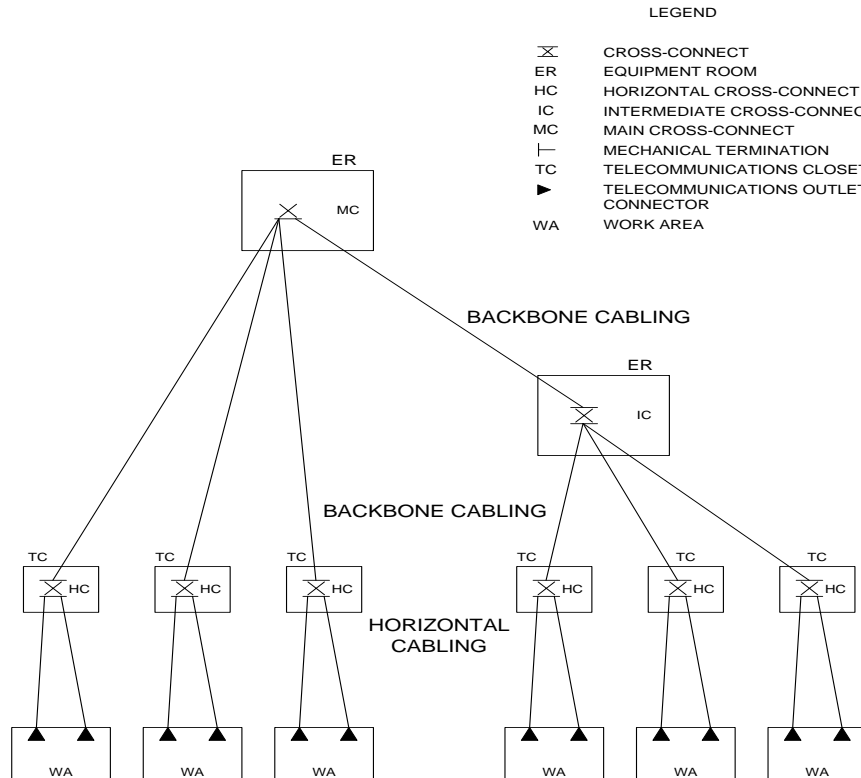 LEGEND
CROSS-CONNECT
ER EQUIPMENT ROOM
HC HORIZONTAL CROSS-CONNECT
IC INTERMEDIATE CROSS-CONNEC
MC MAIN CROSS-CONNECT
MECHANICAL TERMINATION
TC TELECOMMUNICATIONS CLOSET
TELECOMMUNICATIONS OUTLET
CONNECTOR
WA WORK AREA
ER
MC
BACKBONE CABLING
ER
IC
BACKBONE CABLING
TC TC TC TC TC TC
HC HC HC HC HC HC
HORIZONTAL
CABLING
WA WA WA WA WA WA